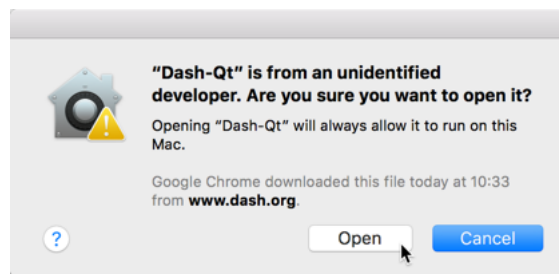 “Dash-Qt” is from an unidentified
developer. Are you sure you want to open it?
Opening “Dash-Qt” will always allow it to run on this
Mac.
Google Chrome downloaded this file today at 10:33
from www.dash.org.
?
Open
Cancel